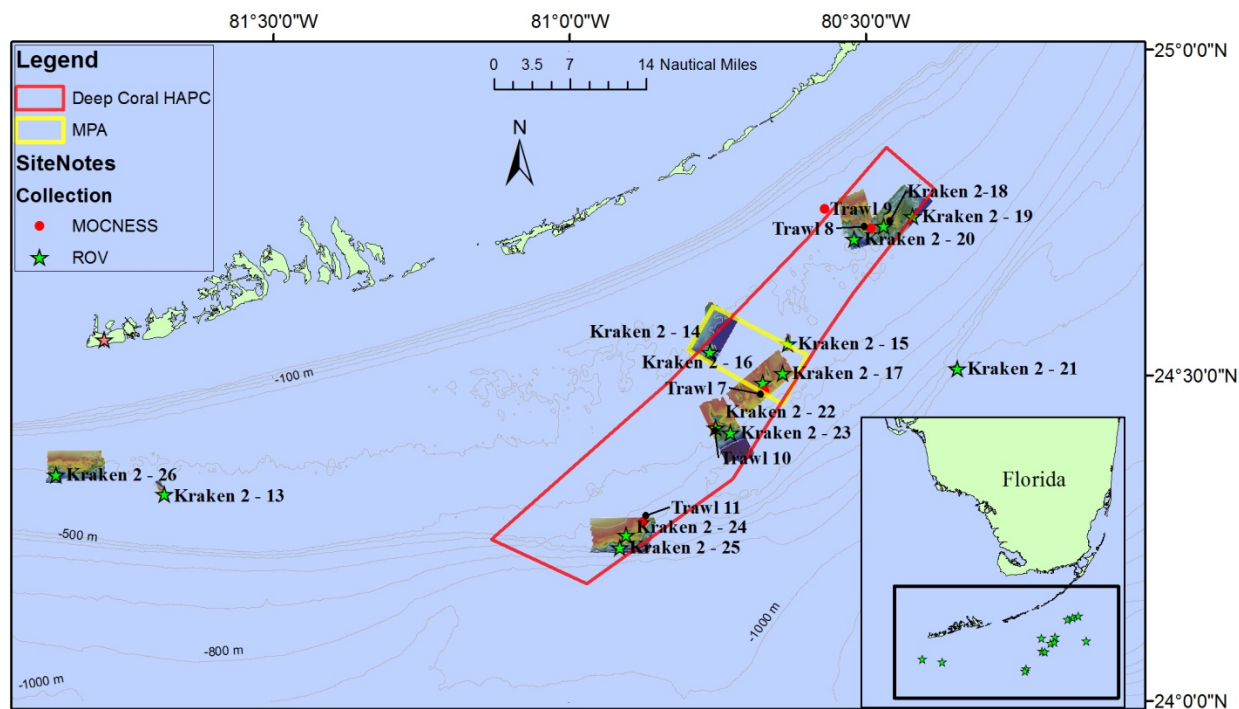 81°30'0"W
81°0'0"W
80°30'0"W
25°0'0"N
Legend
Deep Coral HAPC
MPA
SiteNotes
Collection
MOCNESS
ROV
0 3.5 7 14 Nautical Miles
N
Kraken 2-18
Trawl 9
Kraken 2 - 19
Trawl 8
Kraken 2 - 20
Kraken 2 - 14
Kraken 2 - 15
Kraken 2 - 16
Kraken 2 - 17
Kraken 2 - 21
24°30'0"N
-100 m
Trawl 7
Kraken 2 - 22
Kraken 2 - 23
Trawl 10
Kraken 2 - 26
Kraken 2 - 13
Trawl 11
Kraken 2 - 24
Kraken 2 - 25
-500 m
-800 m
-1000 m
-1000 m
Florida
24°0'0"N